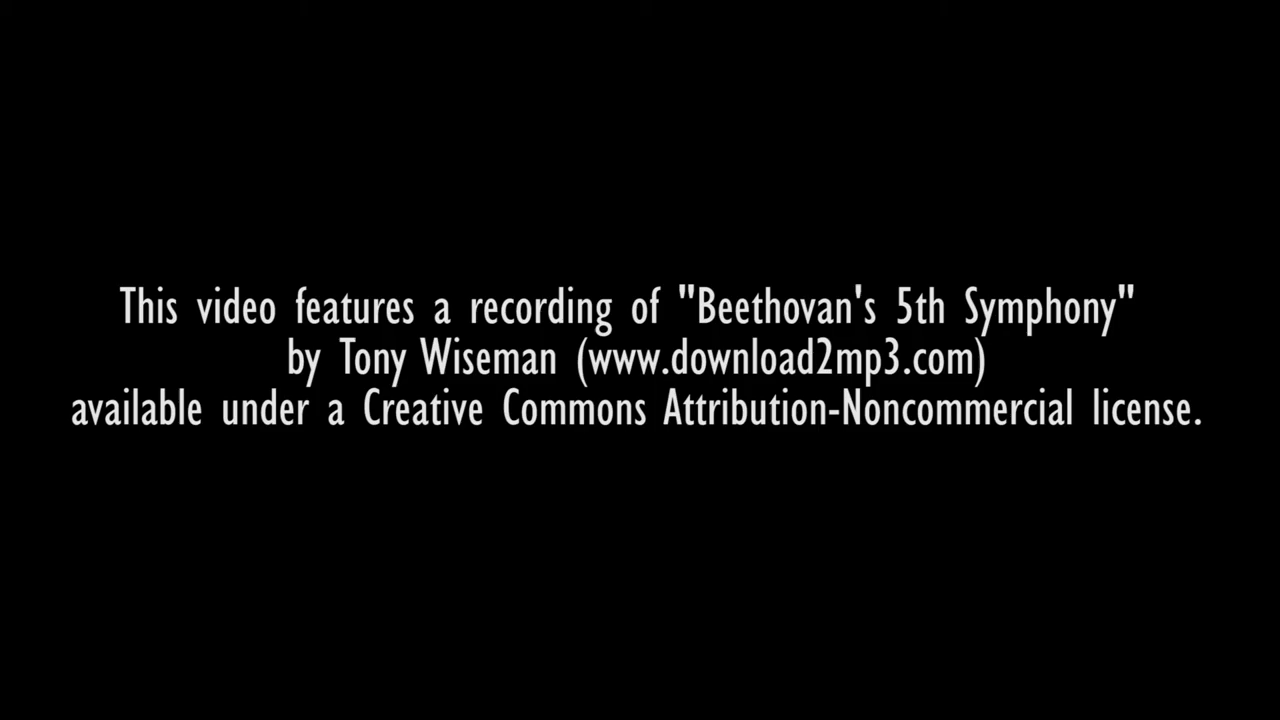 This video features a recording of "Beethovan's 5th Symphony"
by Tony Wiseman (www.download2mp3.com)
available under a Creative Commons Attribution-Noncommercial license.